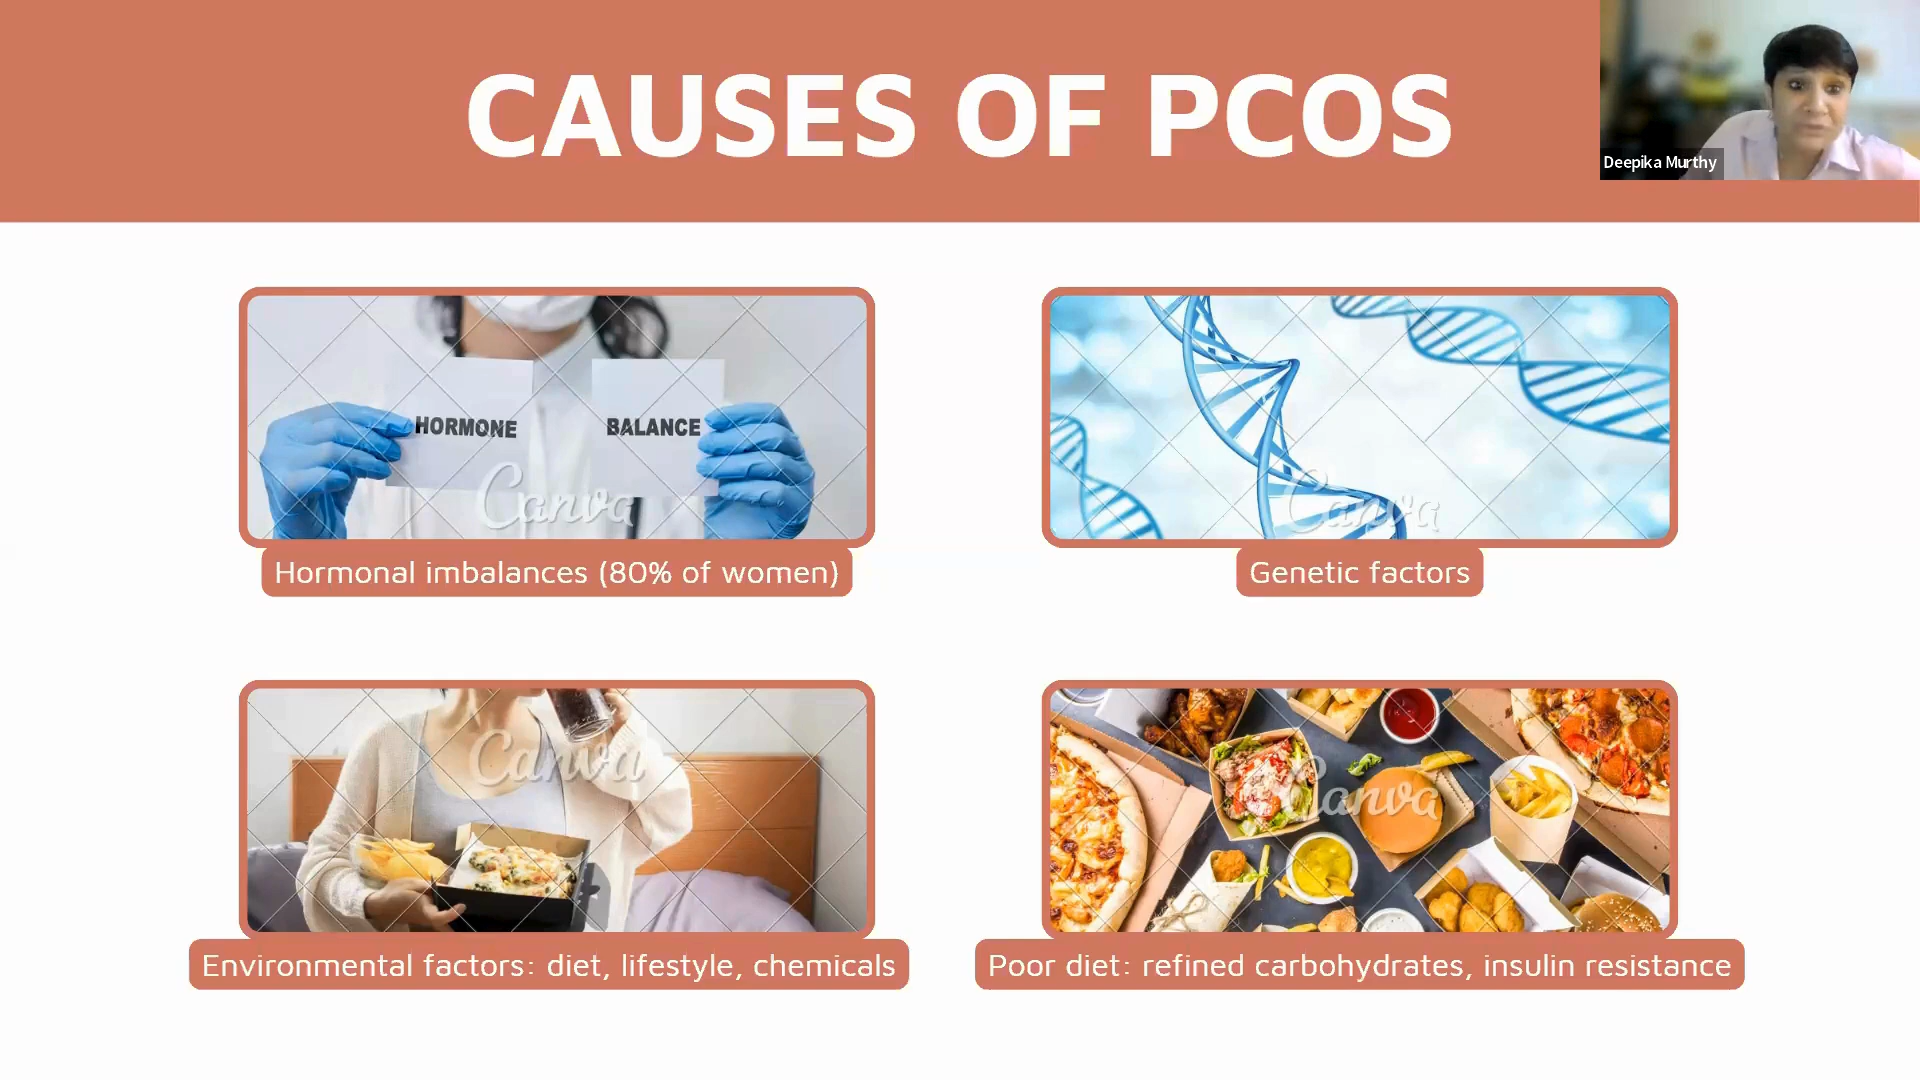 CAUSES OF PCOS
Deepika Murthy
HORMONE
BALANCE
Canva
Canva
Hormonal imbalances (80% of women)
Genetic factors
Canva
Canva
Environmental factors: diet, lifestyle, chemicals
Poor diet: refined carbohydrates, insulin resistance